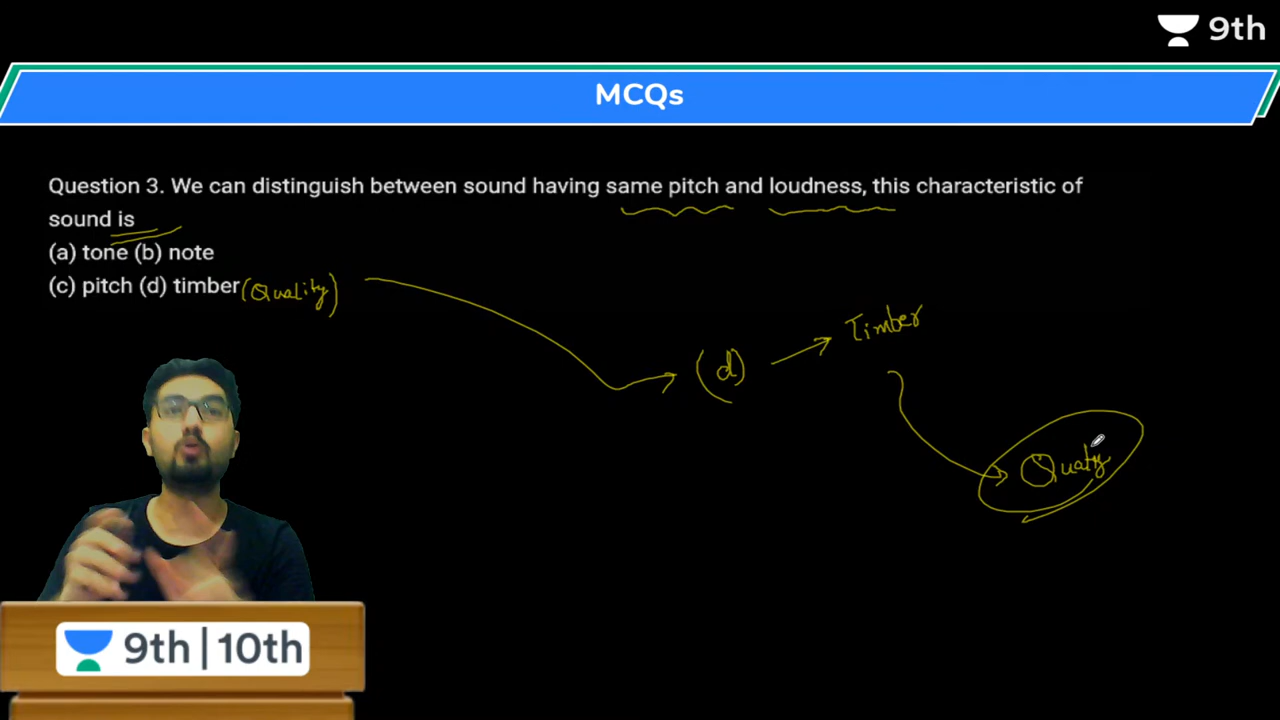 9th
MCQs
Question 3. We can distinguish between sound having same pitch and loudness, this characteristic of
sound is
(a) tone (b) note
(c) pitch (d) timber (Quality)
(d) → Timber
Quaty
9th | 10th